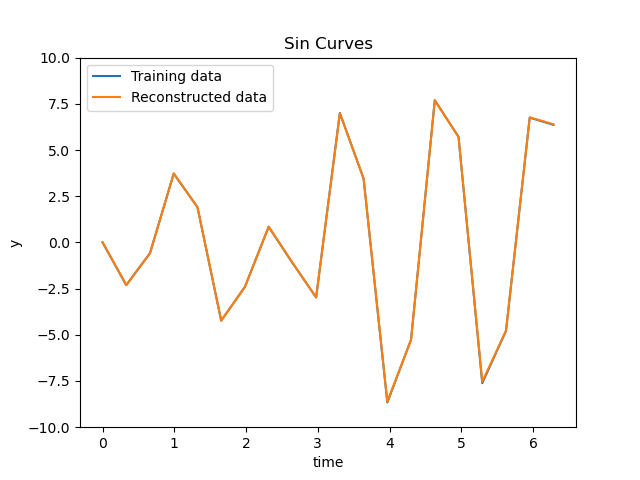 Sin Curves
Training data
Reconstructed data
10.0
7.5
5.0
2.5
0.0
−2.5
−5.0
−7.5
−10.0
y
0 1 2 3 4 5 6
time